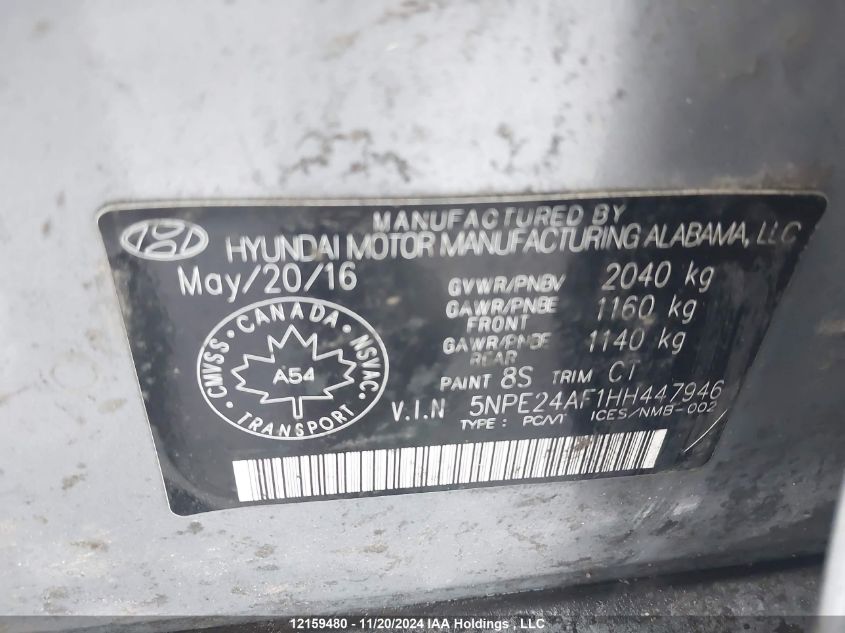 MANUFACTURED BY
HYUNDAI MOTOR MANUFACTURING ALABAMA, LLC
May/20/16
GVWR/PNBV 2040 kg
GAWR/PNBE FRONT 1160 kg
GAWR/PNBE REAR 1140 kg
PAINT 8S TRIM CT
V.I.N 5NPE24AF1HH447946
TYPE : PC/VT ICES/NMB-002
CMVSS • CANADA • NSVAC • TRANSPORT •
A54
12159480 - 11/20/2024 IAA Holdings , LLC